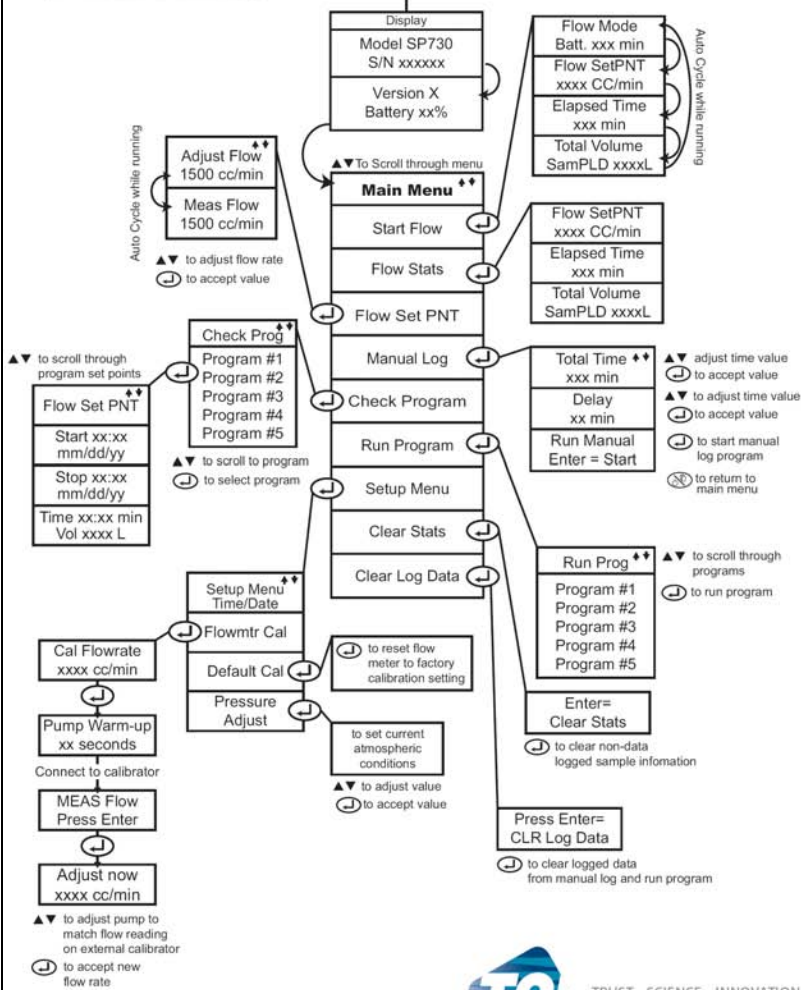 Display
Model SP730
S/N xxxxxx
Version X
Battery xx%
Flow Mode
Batt. xxx min
Flow SetPNT
xxxx CC/min
Elapsed Time
xxx min
Total Volume
SamPLD xxxxL
Auto Cycle while running
Auto Cycle while running
Adjust Flow
1500 cc/min
Meas Flow
1500 cc/min
▲▼ to adjust flow rate
to accept value
▲▼To Scroll through menu
Main Menu
Start Flow
Flow Stats
Flow Set PNT
Manual Log
Check Program
Run Program
Setup Menu
Clear Stats
Clear Log Data
Flow SetPNT
xxxx CC/min
Elapsed Time
xxx min
Total Volume
SamPLD xxxxL
Check Prog
Program #1
Program #2
Program #3
Program #4
Program #5
▲▼ to scroll to program
to select program
▲▼ to scroll through
program set points
Flow Set PNT
Start xx:xx
mm/dd/yy
Stop xx:xx
mm/dd/yy
Time xx:xx min
Vol xxxx L
Total Time
xxx min
Delay
xx min
Run Manual
Enter = Start
▲▼ adjust time value
to accept value
▲▼ to adjust time value
to accept value
to start manual
log program
to return to
main menu
Run Prog
Program #1
Program #2
Program #3
Program #4
Program #5
▲▼ to scroll through
programs
to run program
Setup Menu
Time/Date
Flowmtr Cal
Default Cal
Pressure
Adjust
to reset flow
meter to factory
calibration setting
to set current
atmospheric
conditions
▲▼ to adjust value
to accept value
Cal Flowrate
xxxx cc/min
Pump Warm-up
xx seconds
Connect to calibrator
MEAS Flow
Press Enter
Adjust now
xxxx cc/min
▲▼ to adjust pump to
match flow reading
on external calibrator
to accept new
flow rate
Enter=
Clear Stats
to clear non-data
logged sample infomation
Press Enter=
CLR Log Data
to clear logged data
from manual log and run program
TRUST SCIENCE INNOVATION